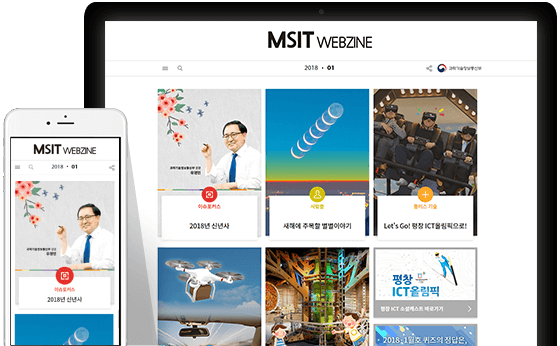 MSIT WEBZINE
2018 • 01
과학기술정보통신부
과학기술정보통신부 장관
유영민
이슈포커스
2018년 신년사
사람꽃
새해에 주목할 별별이야기
플러스 기술
Let's Go! 평창 ICT올림픽으로!
평창
ICT올림픽
평창 ICT 소셜페스트 바로가기
2018-1월호 퀴즈의 정답은,
MSIT WEBZINE
2018 • 01
과학기술정보통신부 장관
유영민
이슈포커스
2018년 신년사